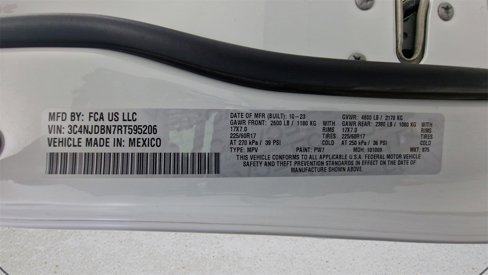 MFD BY: FCA US LLC
VIN: 3C4NJDBN7RT595206
VEHICLE MADE IN: MEXICO
DATE OF MFR (BUILT): 10-23 GVWR: 4800 LB / 2178 KG
GAWR FRONT: 2600 LB / 1180 KG GAWR REAR: 2380 LB / 1080 KG
17X7.0 RIMS 17X7.0 RIMS
225/60R17 TIRES 225/60R17 TIRES
AT 270 kPa / 39 PSI COLD AT 250 kPa / 36 PSI COLD
TYPE: MPV PAINT: PW7 MDH: 101009 MKT: 875
THIS VEHICLE CONFORMS TO ALL APPLICABLE U.S.A. FEDERAL MOTOR VEHICLE
SAFETY AND THEFT PREVENTION STANDARDS IN EFFECT ON THE DATE OF
MANUFACTURE SHOWN ABOVE.